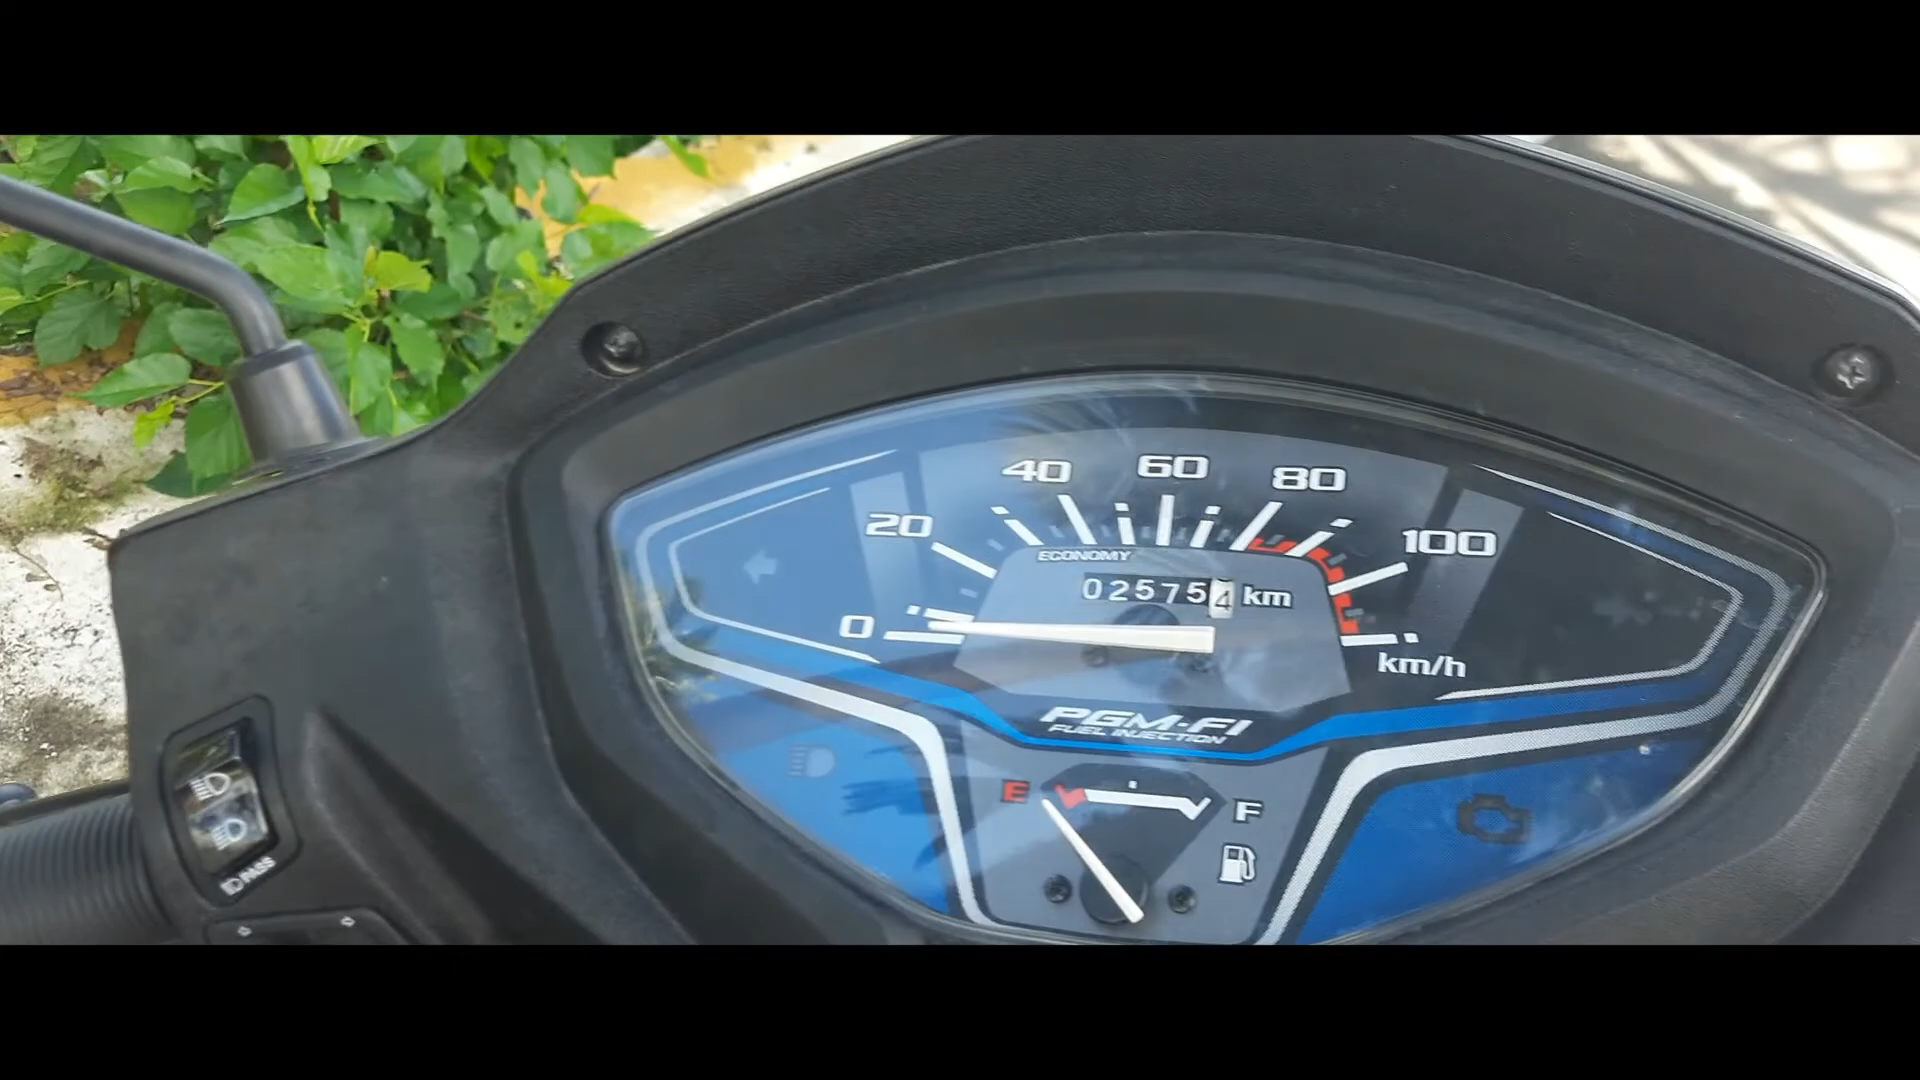 20 40 60 80 100
ECONOMY
025754 km
0
km/h
PGM-FI
FUEL INJECTION
E F
PASS